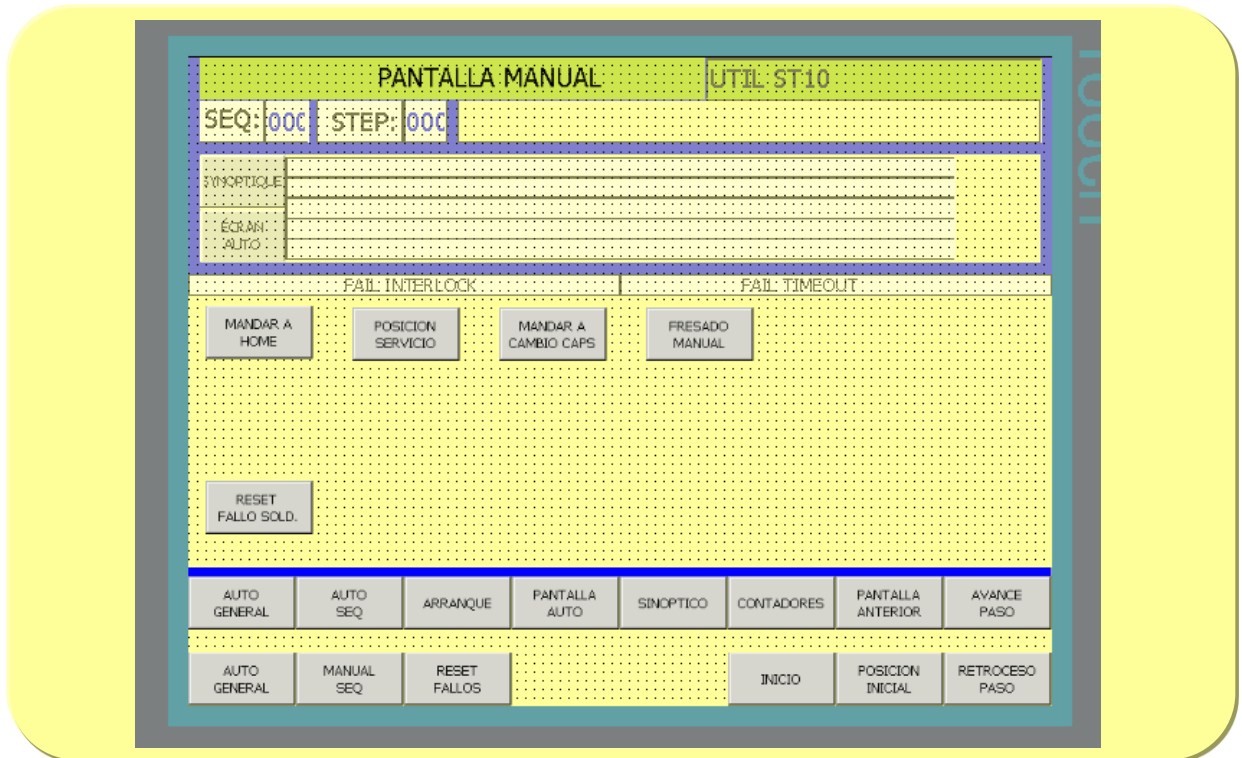 PANTALLA MANUAL
UTIL ST10
SEQ: 000 STEP: 000
SYNOPTIQUE
ÉCRAN
AUTO
FAIL INTERLOCK
FAIL TIMEOUT
MANDAR A
HOME
POSICION
SERVICIO
MANDAR A
CAMBIO CAPS
FRESADO
MANUAL
RESET
FALLO SOLD.
AUTO
GENERAL
AUTO
SEQ
ARRANQUE
PANTALLA
AUTO
SINOPTICO
CONTADORES
PANTALLA
ANTERIOR
AVANCE
PASO
AUTO
GENERAL
MANUAL
SEQ
RESET
FALLOS
INICIO
POSICION
INICIAL
RETROCESO
PASO
TOUCH